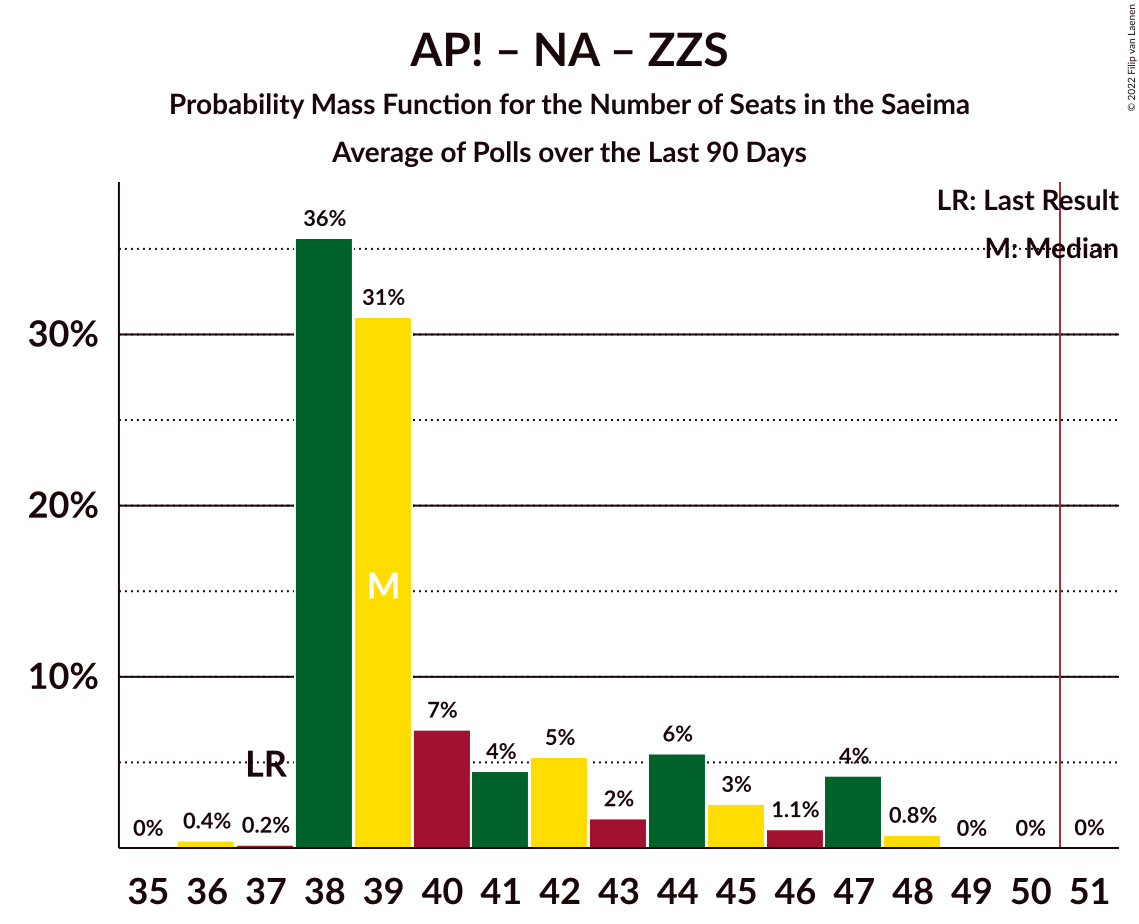 AP! – NA – ZZS
Probability Mass Function for the Number of Seats in the Saeima
Average of Polls over the Last 90 Days
© 2022 Filip van Laenen
LR: Last Result
M: Median
36%
31%
30%
20%
M
10%
7%
6%
5%
4%
4%
LR
3%
2%
1.1%
0.8%
0.4%
0.2%
0%
0%
0%
0%
35 36 37 38 39 40 41 42 43 44 45 46 47 48 49 50 51